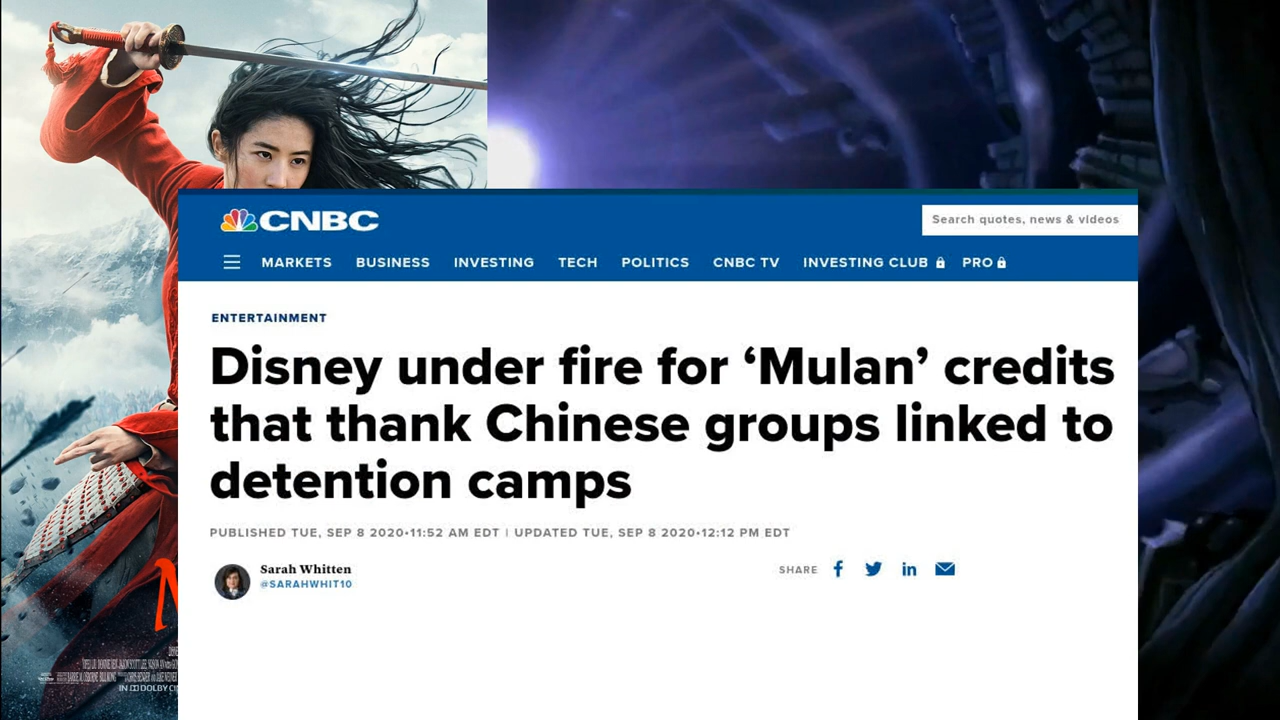 CNBC
Search quotes, news & videos
MARKETS BUSINESS INVESTING TECH POLITICS CNBC TV INVESTING CLUB PRO
ENTERTAINMENT
Disney under fire for ‘Mulan’ credits
that thank Chinese groups linked to
detention camps
PUBLISHED TUE, SEP 8 2020•11:52 AM EDT | UPDATED TUE, SEP 8 2020•12:12 PM EDT
Sarah Whitten
@SARAHWHIT10
SHARE
IN DOLBY